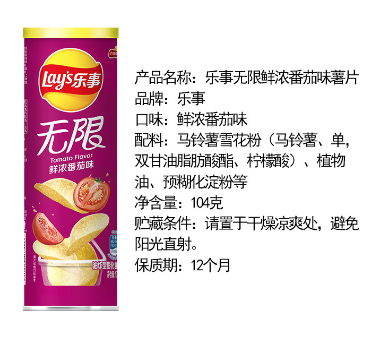 Lay's乐事
无限
Tomato Flavor
鲜浓番茄味
产品名称：乐事无限鲜浓番茄味薯片
品牌：乐事
口味：鲜浓番茄味
配料：马铃薯雪花粉（马铃薯、单，
双甘油脂肪酸酯、柠檬酸）、植物
油、预糊化淀粉等
净含量：104克
贮藏条件：请置于干燥凉爽处，避免
阳光直射。
保质期：12个月